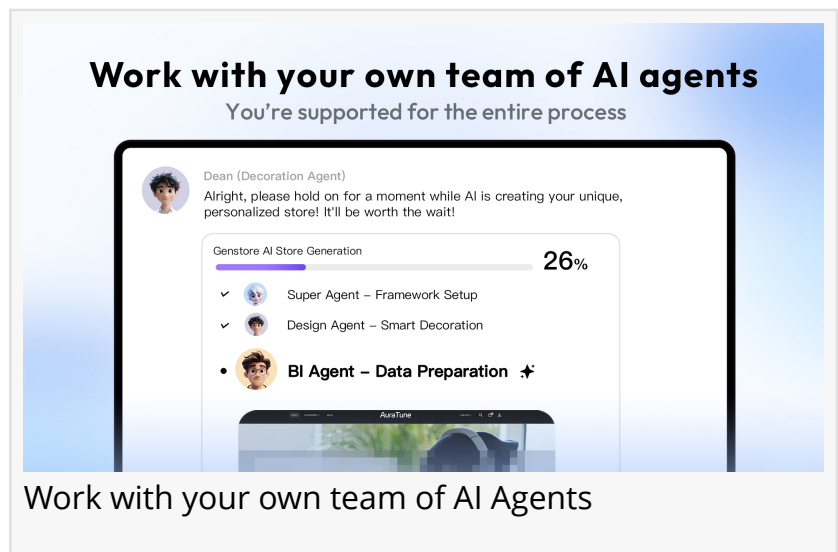 Work with your own team of AI agents
You're supported for the entire process
Dean (Decoration Agent)
Alright, please hold on for a moment while AI is creating your unique,
personalized store! It'll be worth the wait!
Genstore AI Store Generation
26%
Super Agent – Framework Setup
Design Agent – Smart Decoration
BI Agent – Data Preparation
AuraTune
Work with your own team of AI Agents